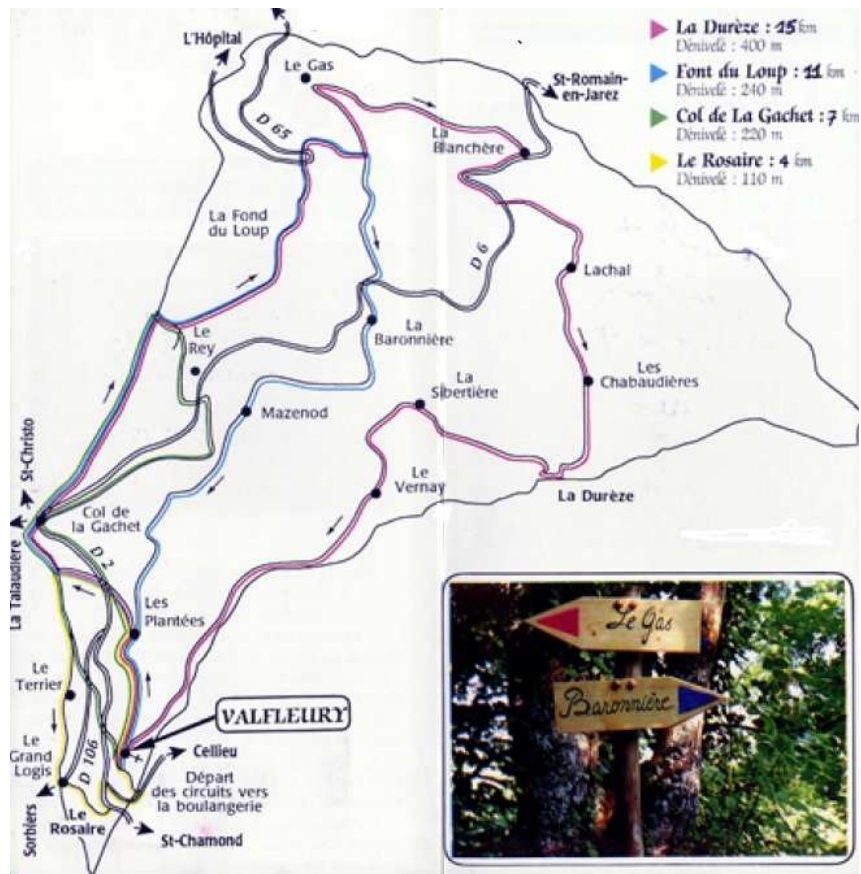 La Durèze : 15 km
Dénivelé : 400 m
Font du Loup : 11 km
Dénivelé : 240 m
Col de La Gachet : 7 km
Dénivelé : 220 m
Le Rosaire : 4 km
Dénivelé : 110 m
L'Hôpital
Le Gas
St-Romain-
en-Jarez
D 65
La
Blanchère
La Fond
du Loup
D 6
Lachal
Le
Rey
La
Baronnière
Les
Chabaudières
La
Sibertière
Mazenod
St-Christo
Le
Vernay
La Durèze
Col de
la Gachet
La Talaudière
D 2
Les
Plantées
Le
Terrier
VALFLEURY
Le
Grand
Logis
D 106
Cellieu
Départ
des circuits vers
la boulangerie
Le
Rosaire
Sorbiers
St-Chamond
Le Gas
Baronnière